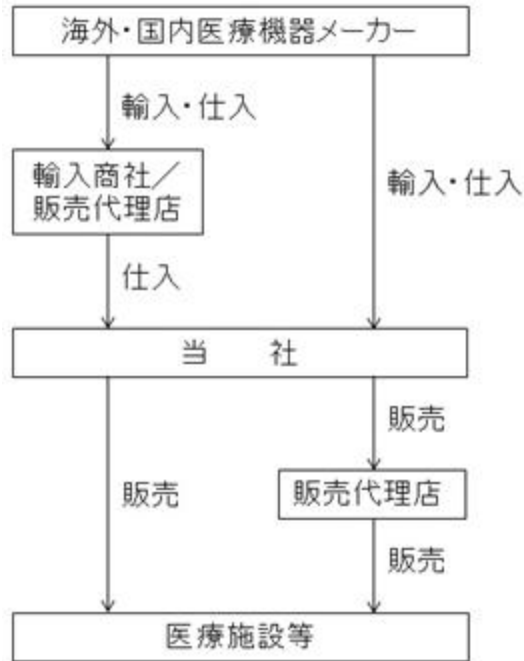 海外・国内医療機器メーカー
輸入・仕入
輸入商社／
販売代理店
輸入・仕入
仕入
当　社
販売
販売代理店
販売
販売
医療施設等